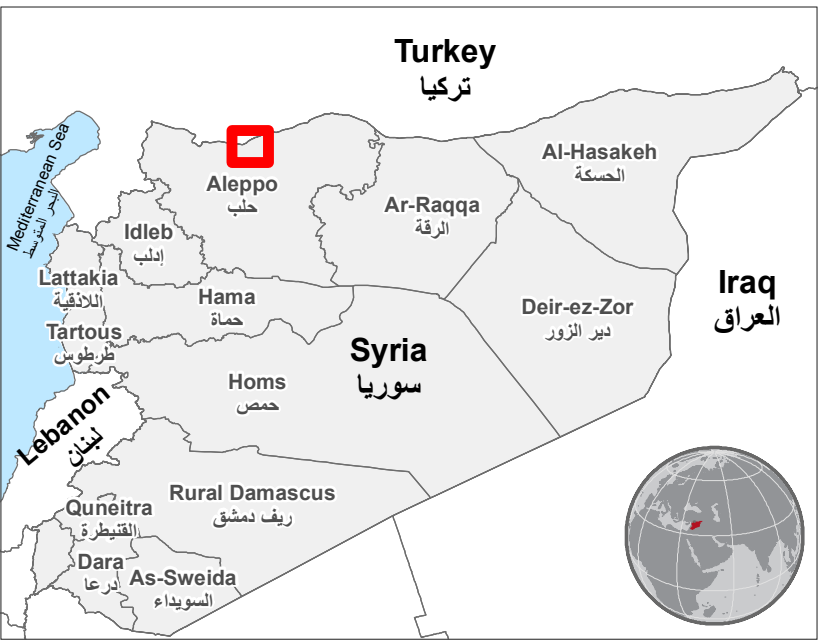 Turkey
تركيا
Mediterranean Sea
البحر المتوسط
Al-Hasakeh
الحسكة
Aleppo
حلب
Ar-Raqqa
الرقة
Idleb
إدلب
Lattakia
اللاذقية
Hama
حماة
Iraq
العراق
Deir-ez-Zor
دير الزور
Tartous
طرطوس
Syria
سوريا
Homs
حمص
Lebanon
لبنان
Rural Damascus
ريف دمشق
Quneitra
القنيطرة
Dara
درعا
As-Sweida
السويداء